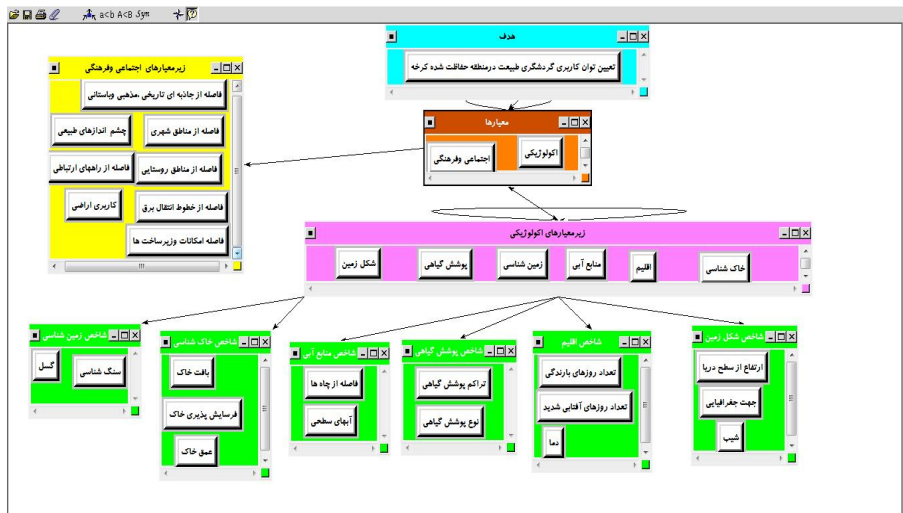 a<b A<B Sym
هدف
تعیین توان کاربری گردشگری طبیعت درمنطقه حفاظت شده کرخه
معیارها
اکولوژیکی
اجتماعی وفرهنگی
زیرمعیارهای اجتماعی وفرهنگی
فاصله از جاذبه ای تاریخی ،مذهبی وباستانی
فاصله از مناطق شهری
چشم اندازهای طبیعی
فاصله از مناطق روستایی
فاصله از راههای ارتباطی
فاصله از خطوط انتقال برق
کاربری اراضی
فاصله امکانات وزیرساخت ها
زیرمعیارهای اکولوژیکی
خاک شناسی
اقلیم
منابع آبی
زمین شناسی
پوشش گیاهی
شکل زمین
شاخص شکل زمین
ارتفاع از سطح دریا
جهت جغرافیایی
شیب
شاخص اقلیم
تعداد روزهای بارندگی
تعداد روزهای آفتابی شدید
دما
شاخص پوشش گیاهی
تراکم پوشش گیاهی
نوع پوشش گیاهی
شاخص منابع آبی
فاصله از چاه ها
آبهای سطحی
شاخص خاک شناسی
بافت خاک
فرسایش پذیری خاک
عمق خاک
شاخص زمین شناسی
سنگ شناسی
گسل